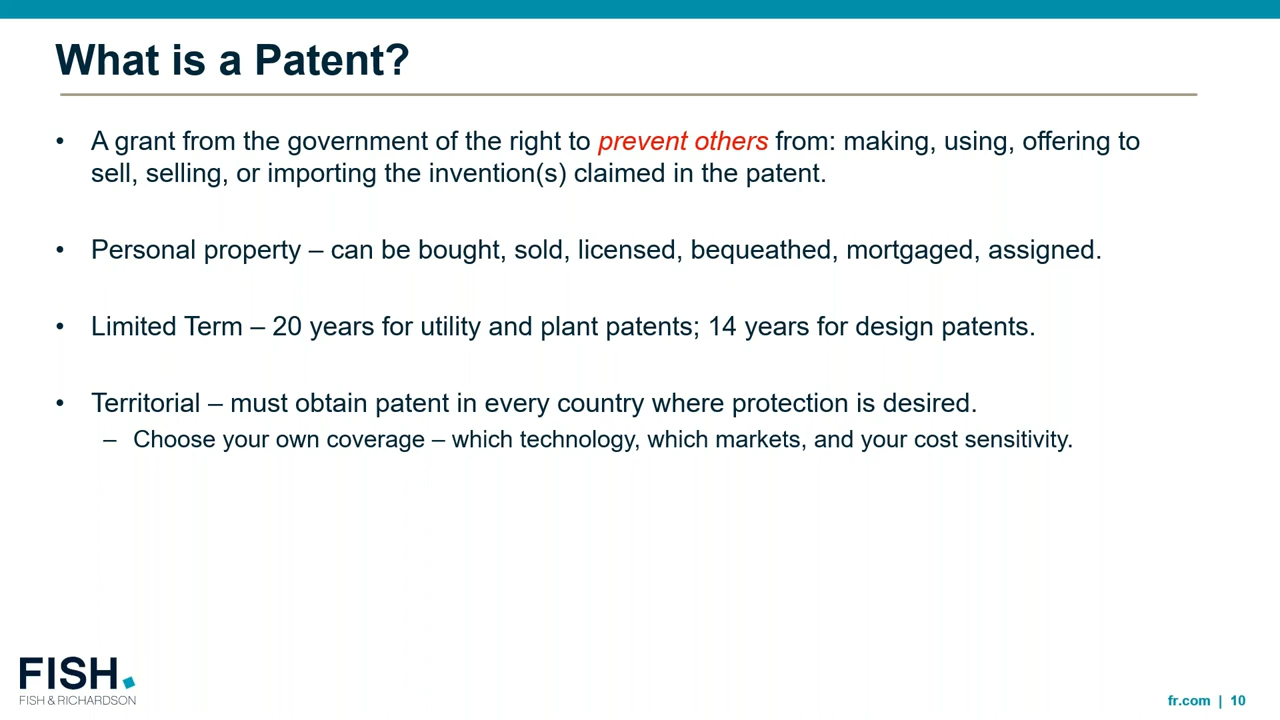 What is a Patent?
• A grant from the government of the right to prevent others from: making, using, offering to
sell, selling, or importing the invention(s) claimed in the patent.
• Personal property – can be bought, sold, licensed, bequeathed, mortgaged, assigned.
• Limited Term – 20 years for utility and plant patents; 14 years for design patents.
• Territorial – must obtain patent in every country where protection is desired.
– Choose your own coverage – which technology, which markets, and your cost sensitivity.
FISH.
FISH & RICHARDSON
fr.com | 10